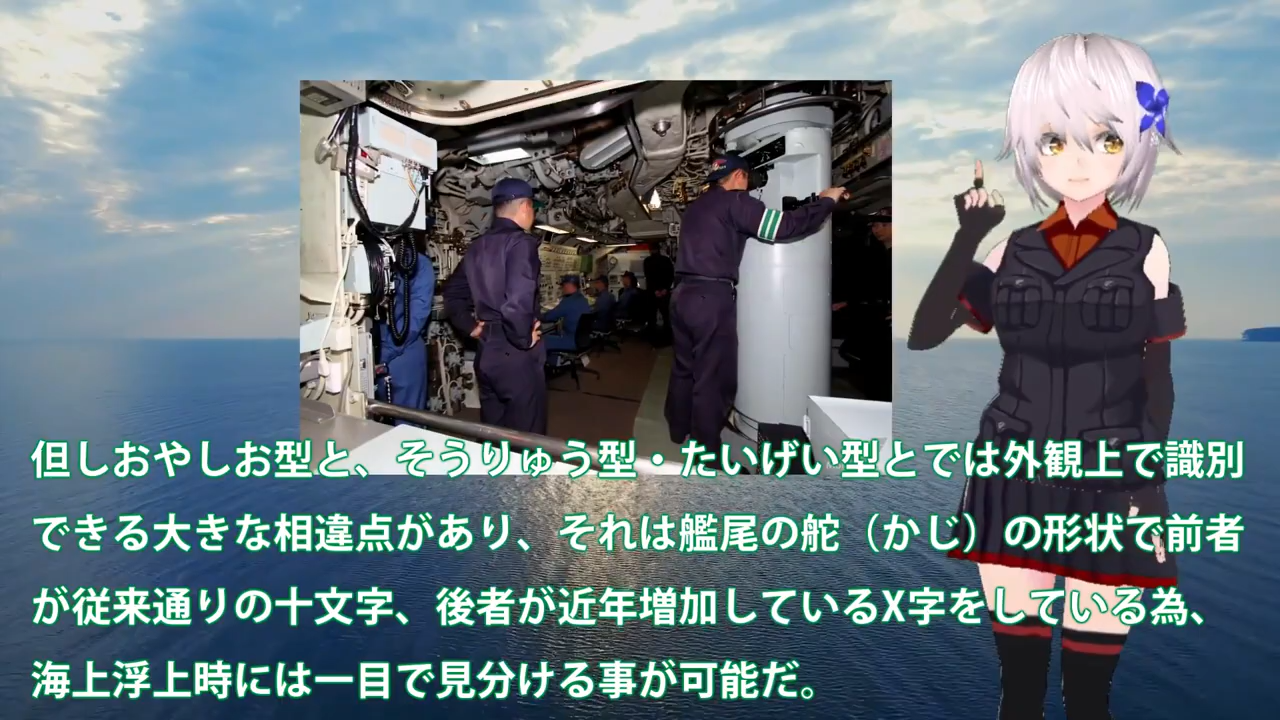 但しおやしお型と、そうりゅう型・たいげい型とでは外観上で識別
できる大きな相違点があり、それは艦尾の舵（かじ）の形状で前者
が従来通りの十文字、後者が近年増加しているX字をしている為、
海上浮上時には一目で見分ける事が可能だ。